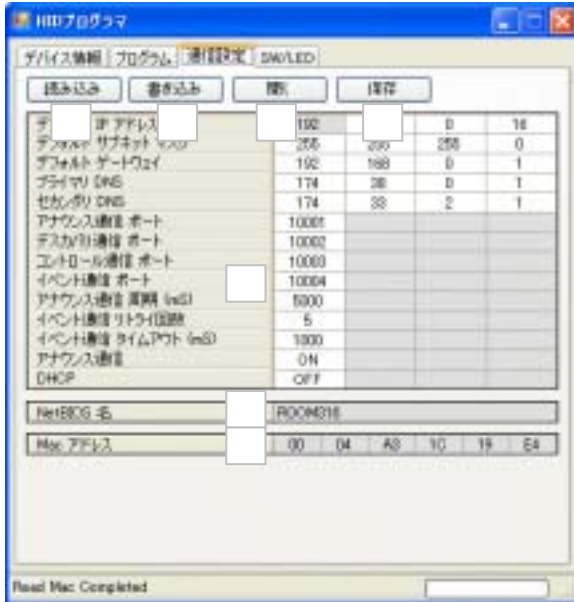 HIDプログラマ
デバイス情報 プログラム 通信設定 SW/LED
読み込み 書き込み 開く 保存
IP アドレス 192 0 16
デフォルト サブネット マスク 255 255 255 0
デフォルト ゲートウェイ 192 168 0 1
プライマリ DNS 174 38 0 1
セカンダリ DNS 174 38 2 1
アナウンス通信 ポート 10001
デスカバリ通信 ポート 10002
コントロール通信 ポート 10003
イベント通信 ポート 10004
アナウンス通信 周期 (mS) 5000
イベント通信 リトライ回数 5
イベント通信 タイムアウト (mS) 1000
アナウンス通信 ON
DHCP OFF
NetBIOS 名 ROOM316
Mac アドレス 00 04 A3 1C 19 E4
Read Mac Completed